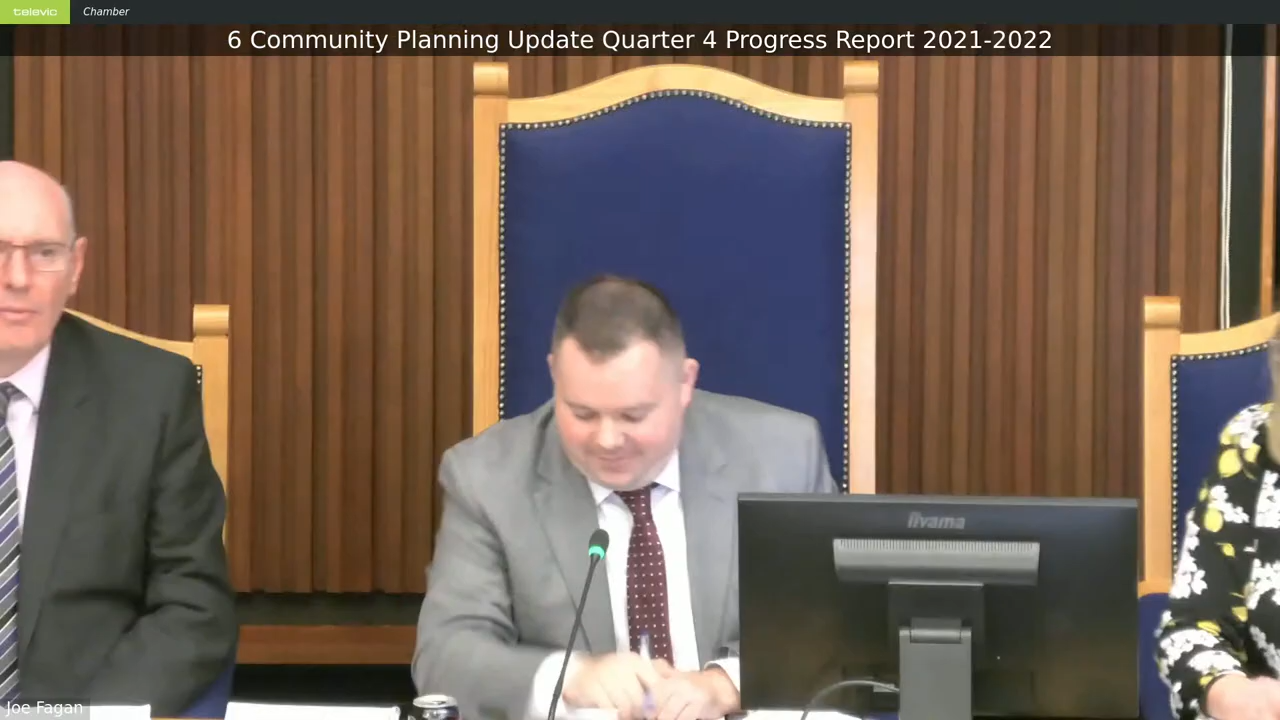 televic Chamber
6 Community Planning Update Quarter 4 Progress Report 2021-2022
iiyama
Joe Fagan